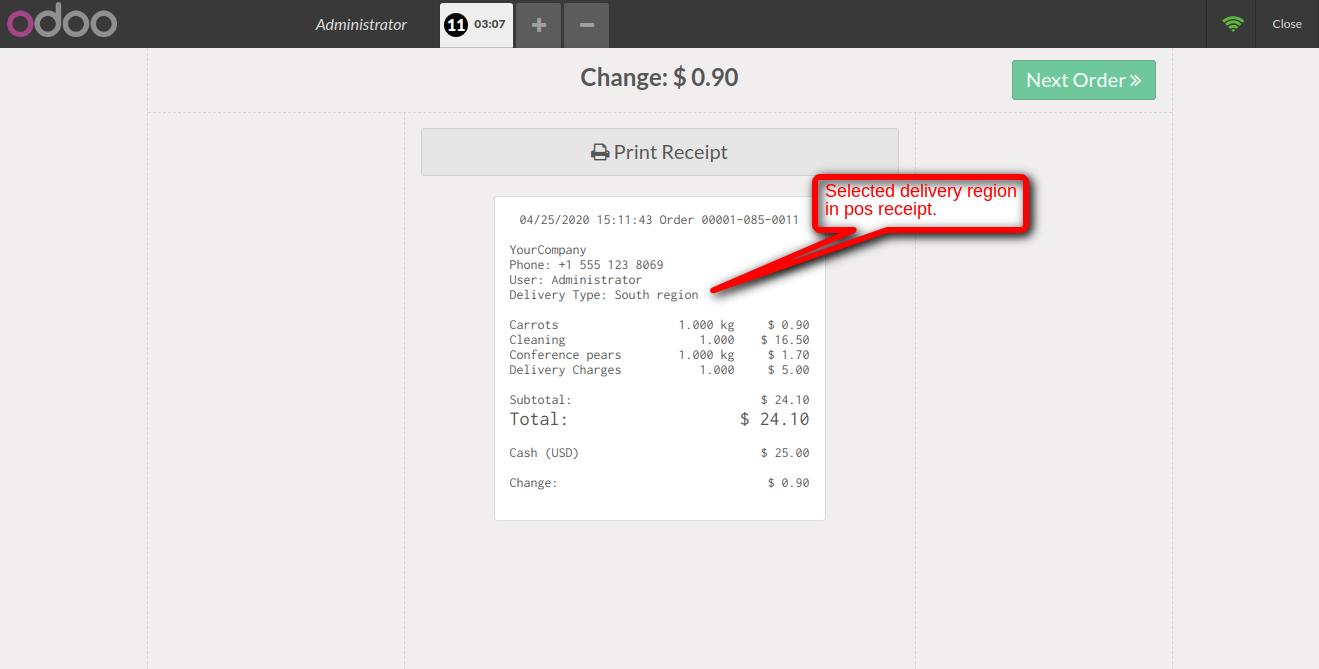 odoo
Administrator
11 03:07
+
−
Close
Change: $ 0.90
Next Order »
Print Receipt
Selected delivery region
in pos receipt.
04/25/2020 15:11:43 Order 00001-085-0011
YourCompany
Phone: +1 555 123 8069
User: Administrator
Delivery Type: South region
Carrots 1.000 kg $ 0.90
Cleaning 1.000 $ 16.50
Conference pears 1.000 kg $ 1.70
Delivery Charges 1.000 $ 5.00
Subtotal: $ 24.10
Total: $ 24.10
Cash (USD) $ 25.00
Change: $ 0.90